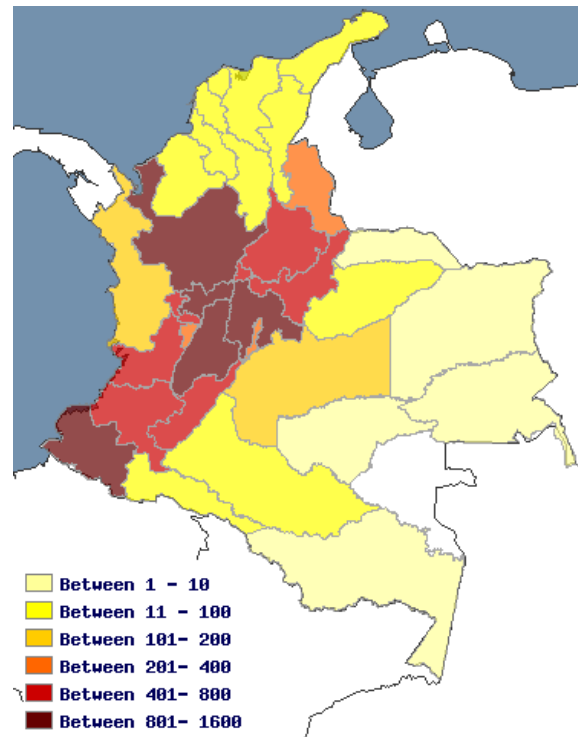 Between 1 - 10
Between 11 - 100
Between 101- 200
Between 201- 400
Between 401- 800
Between 801- 1600